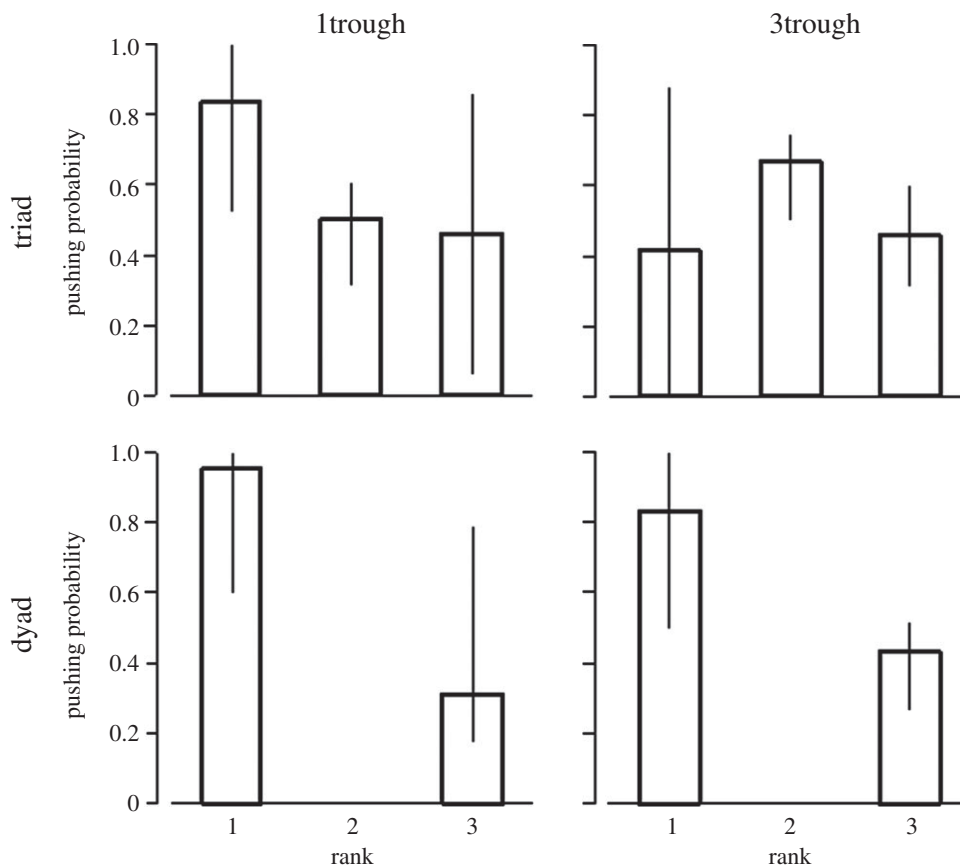 1trough 3trough
triad
pushing probability
1.0
0.8
0.6
0.4
0.2
0
dyad
pushing probability
1.0
0.8
0.6
0.4
0.2
0
1 2 3 1 2 3
rank rank